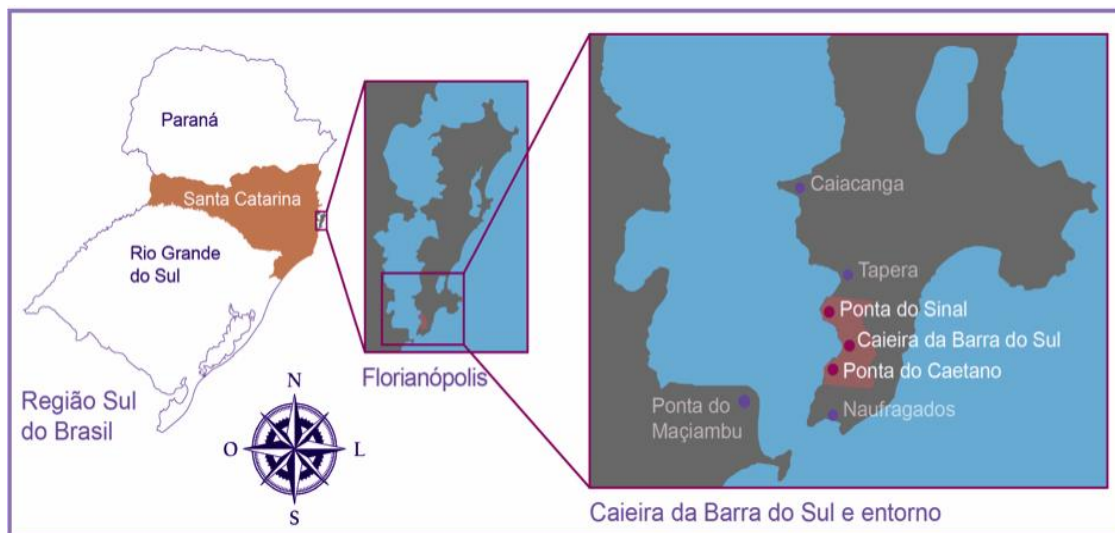 Paraná
Santa Catarina
Rio Grande
do Sul
Região Sul
do Brasil
N
O
L
S
Florianópolis
Caiacanga
Tapera
Ponta do Sinal
Caieira da Barra do Sul
Ponta do Caetano
Ponta do
Maçiambu
Naufragados
Caieira da Barra do Sul e entorno